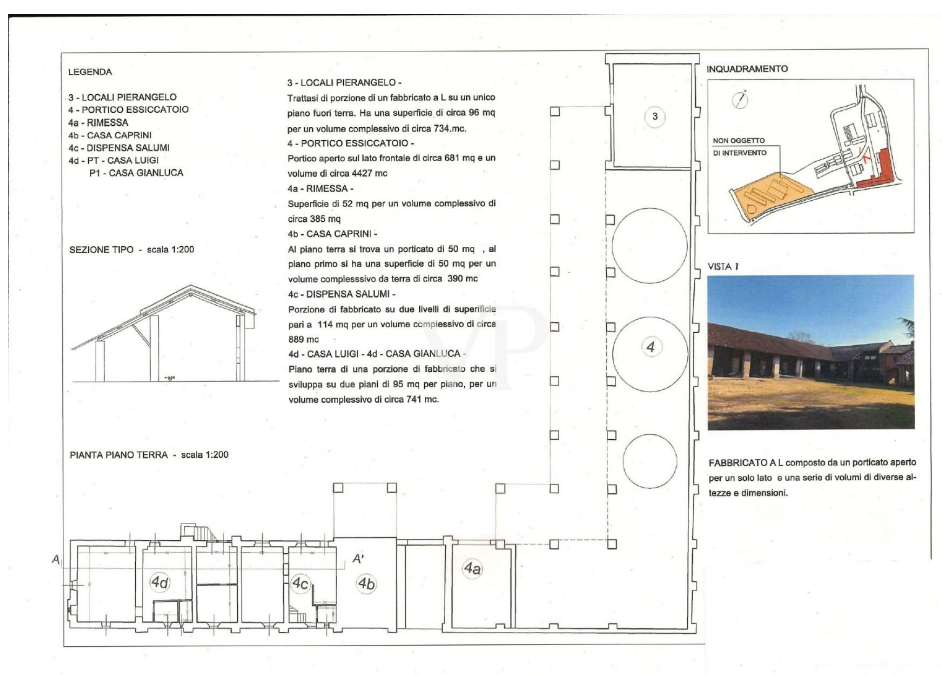 LEGENDA
3 - LOCALI PIERANGELO
4 - PORTICO ESSICCATOIO
4a - RIMESSA
4b - CASA CAPRINI
4c - DISPENSA SALUMI
4d - PT - CASA LUIGI
P1 - CASA GIANLUCA
SEZIONE TIPO - scala 1:200
PIANTA PIANO TERRA - scala 1:200
3 - LOCALI PIERANGELO -
Trattasi di porzione di un fabbricato a L su un unico
piano fuori terra. Ha una superficie di circa 96 mq
per un volume complessivo di circa 734.mc.
4 - PORTICO ESSICCATOIO -
Portico aperto sul lato frontale di circa 681 mq e un
volume di circa 4427 mc
4a - RIMESSA -
Superficie di 52 mq per un volume complessivo di
circa 385 mq
4b - CASA CAPRINI -
Al piano terra si trova un porticato di 50 mq , al
piano primo si ha una superficie di 50 mq per un
volume complesssivo da terra di circa 390 mc
4c - DISPENSA SALUMI -
Porzione di fabbricato su due livelli di superificie
pari a 114 mq per un volume complessivo di circa
889 mc
4d - CASA LUIGI - 4d - CASA GIANLUCA -
Piano terra di una porzione di fabbricato che si
sviluppa su due piani di 95 mq per piano, per un
volume complessivo di circa 741 mc.
VP
3
4
A
A'
4d
4c
4b
4a
INQUADRAMENTO
NON OGGETTO
DI INTERVENTO
1
VISTA 1
FABBRICATO A L composto da un porticato aperto
per un solo lato e una serie di volumi di diverse al-
tezze e dimensioni.